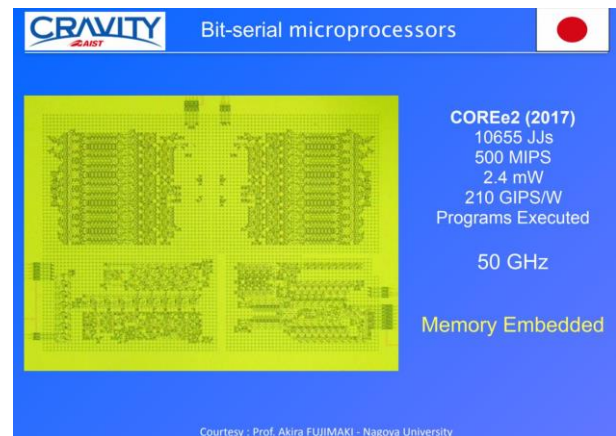 CRAVITY
AIST
Bit-serial microprocessors
COREe2 (2017)
10655 JJs
500 MIPS
2.4 mW
210 GIPS/W
Programs Executed
50 GHz
Memory Embedded
Courtesy : Prof. Akira FUJIMAKI - Nagoya University